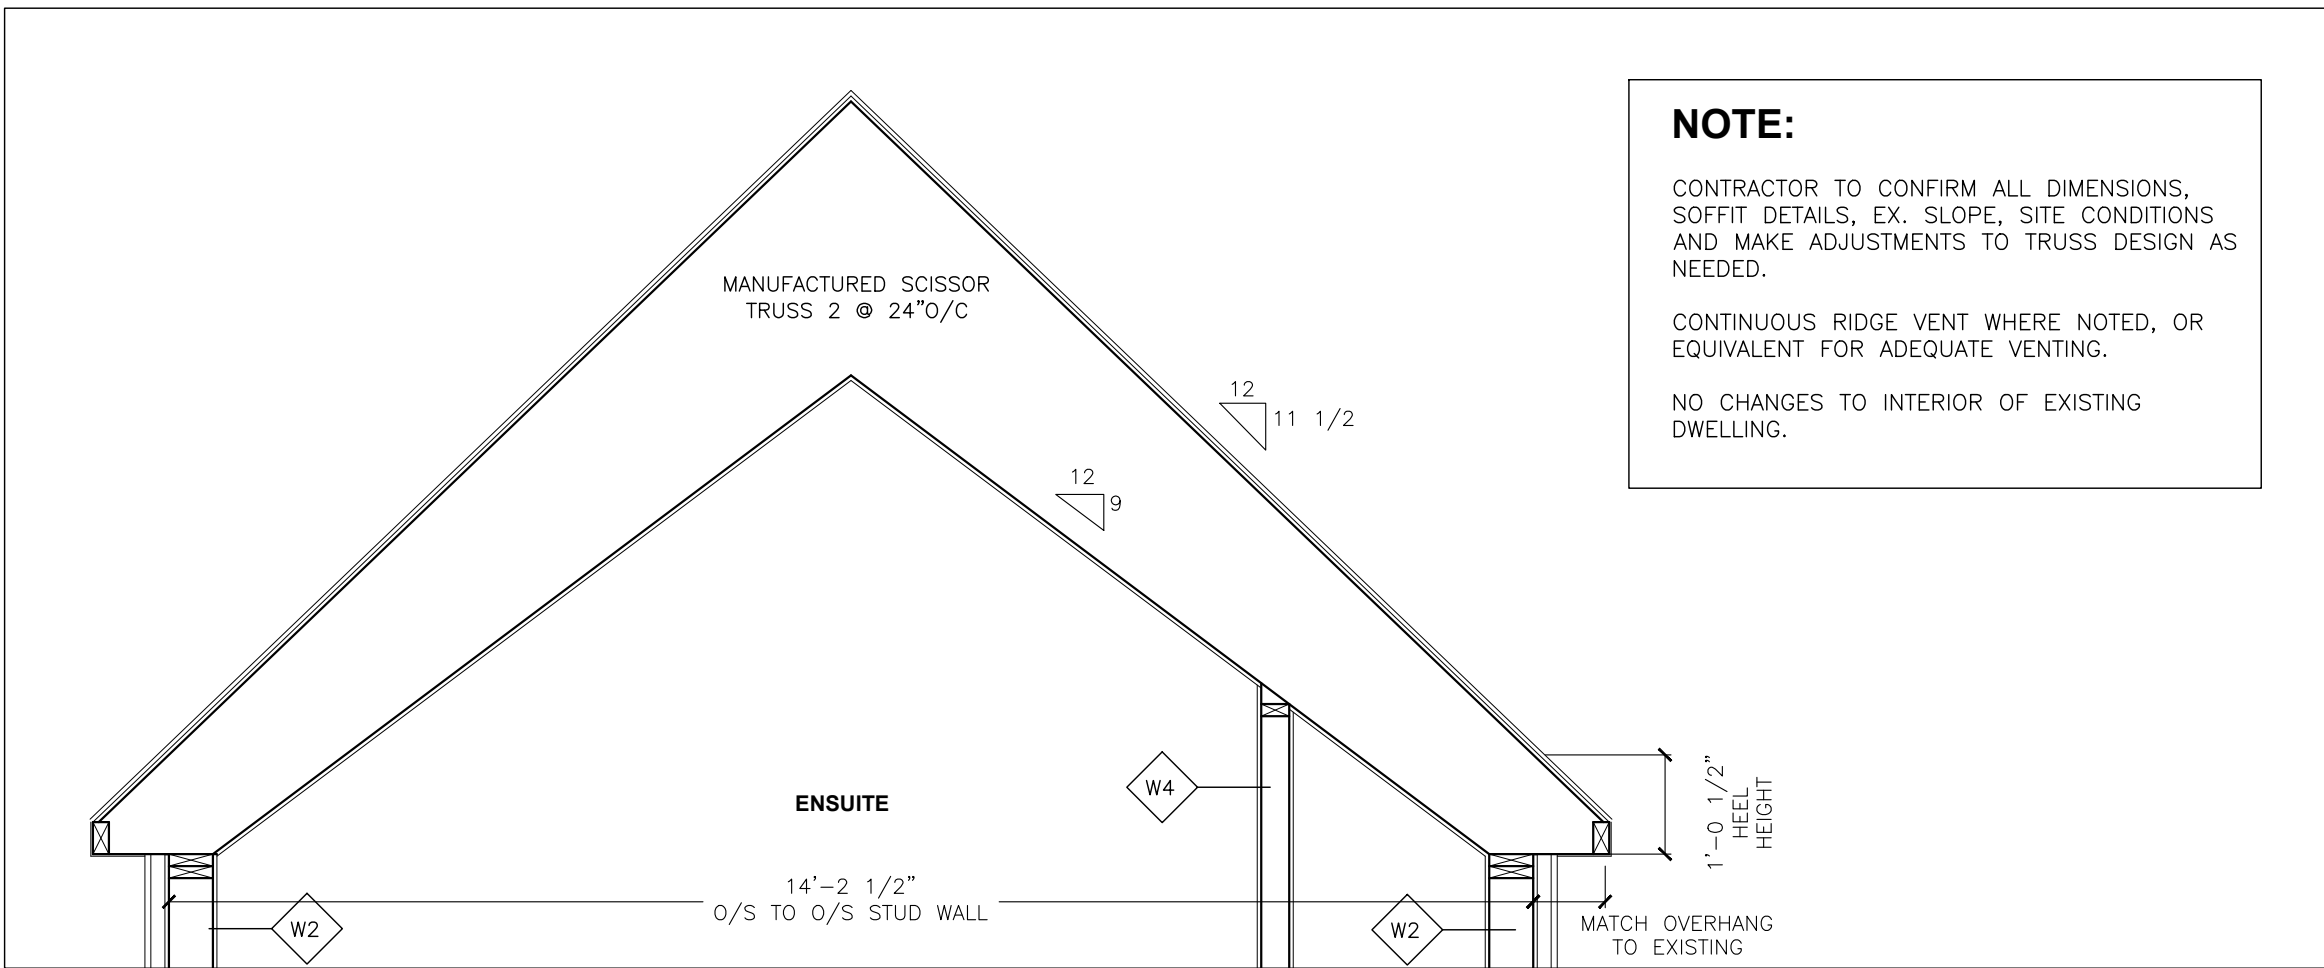 NOTE:
CONTRACTOR TO CONFIRM ALL DIMENSIONS,
SOFFIT DETAILS, EX. SLOPE, SITE CONDITIONS
AND MAKE ADJUSTMENTS TO TRUSS DESIGN AS
NEEDED.
CONTINUOUS RIDGE VENT WHERE NOTED, OR
EQUIVALENT FOR ADEQUATE VENTING.
NO CHANGES TO INTERIOR OF EXISTING
DWELLING.
MANUFACTURED SCISSOR
TRUSS 2 @ 24"O/C
12
11 1/2
12
9
W4
ENSUITE
1'-0 1/2"
HEEL
HEIGHT
14'-2 1/2"
O/S TO O/S STUD WALL
W2
W2
MATCH OVERHANG
TO EXISTING